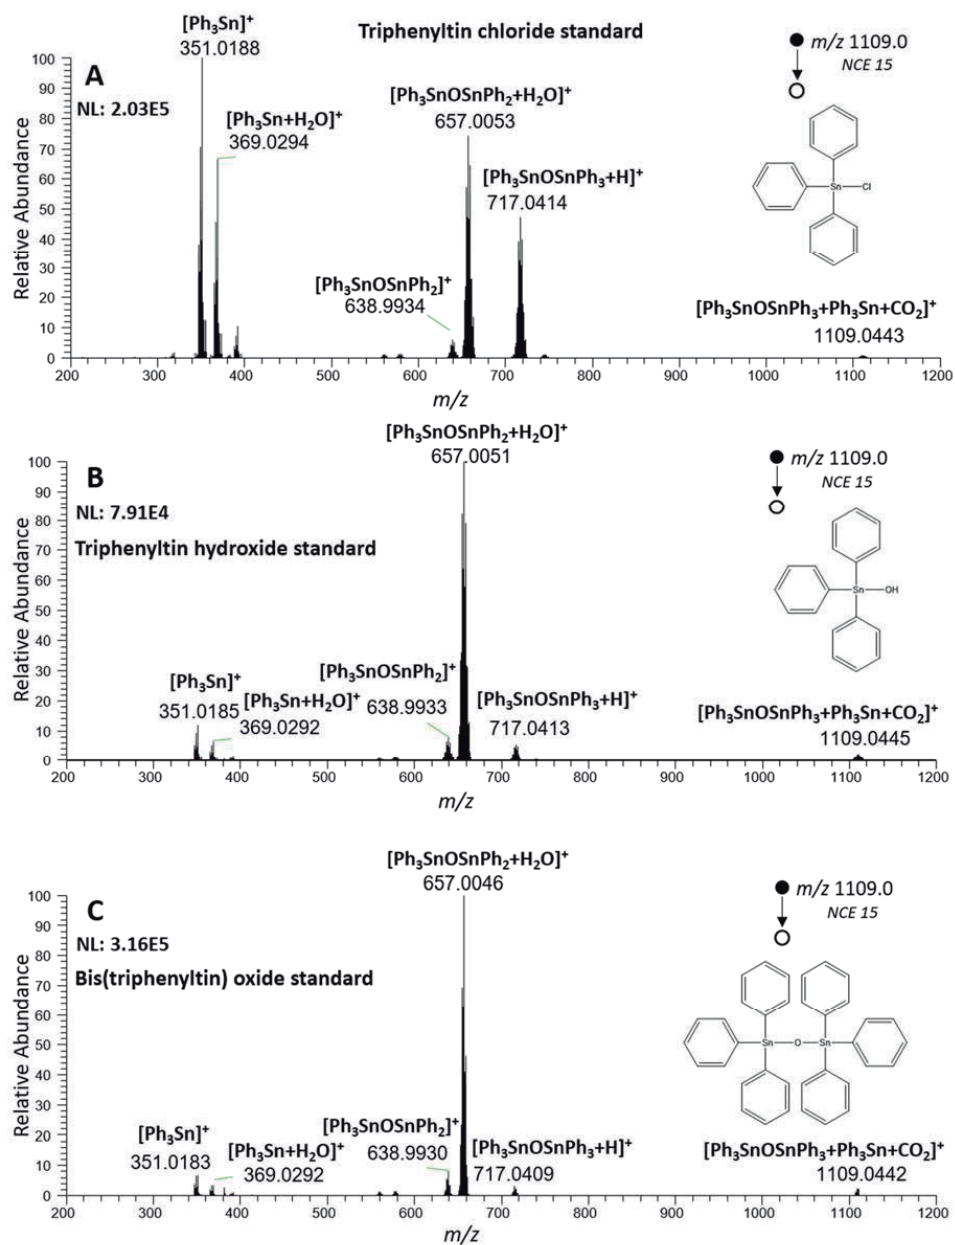 [Ph₃Sn]⁺
351.0188
Triphenyltin chloride standard
A
NL: 2.03E5
[Ph₃Sn+H₂O]⁺
369.0294
[Ph₃SnOSnPh₂+H₂O]⁺
657.0053
[Ph₃SnOSnPh₃+H]⁺
717.0414
[Ph₃SnOSnPh₂]⁺
638.9934
m/z 1109.0
NCE 15
Sn Cl
[Ph₃SnOSnPh₃+Ph₃Sn+CO₂]⁺
1109.0443
Relative Abundance
100
90
80
70
60
50
40
30
20
10
0
200 300 400 500 600 700 800 900 1000 1100 1200
m/z
[Ph₃SnOSnPh₂+H₂O]⁺
657.0051
B
NL: 7.91E4
Triphenyltin hydroxide standard
[Ph₃Sn]⁺
351.0185
[Ph₃Sn+H₂O]⁺
369.0292
[Ph₃SnOSnPh₂]⁺
638.9933
[Ph₃SnOSnPh₃+H]⁺
717.0413
m/z 1109.0
NCE 15
Sn OH
[Ph₃SnOSnPh₃+Ph₃Sn+CO₂]⁺
1109.0445
Relative Abundance
100
90
80
70
60
50
40
30
20
10
0
200 300 400 500 600 700 800 900 1000 1100 1200
m/z
[Ph₃SnOSnPh₂+H₂O]⁺
657.0046
C
NL: 3.16E5
Bis(triphenyltin) oxide standard
[Ph₃Sn]⁺
351.0183
[Ph₃Sn+H₂O]⁺
369.0292
[Ph₃SnOSnPh₂]⁺
638.9930
[Ph₃SnOSnPh₃+H]⁺
717.0409
m/z 1109.0
NCE 15
Sn O Sn
[Ph₃SnOSnPh₃+Ph₃Sn+CO₂]⁺
1109.0442
Relative Abundance
100
90
80
70
60
50
40
30
20
10
0
200 300 400 500 600 700 800 900 1000 1100 1200
m/z